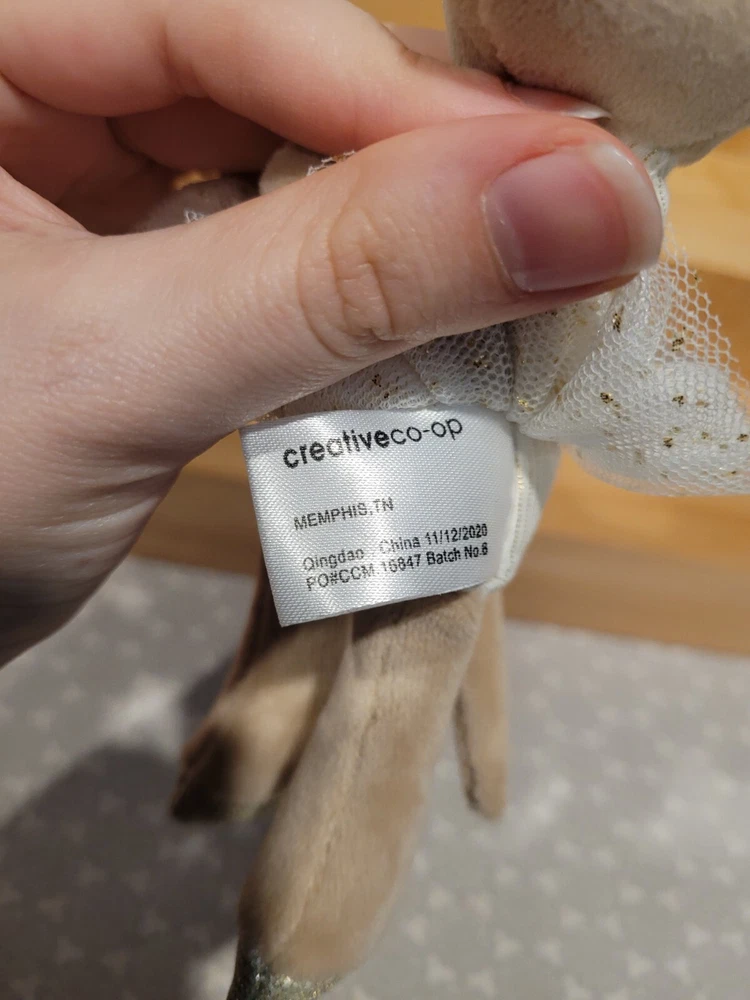 creativeco-op
MEMPHIS,TN
Qingdao China 11/12/2020
PO#CCM 16847 Batch No.6